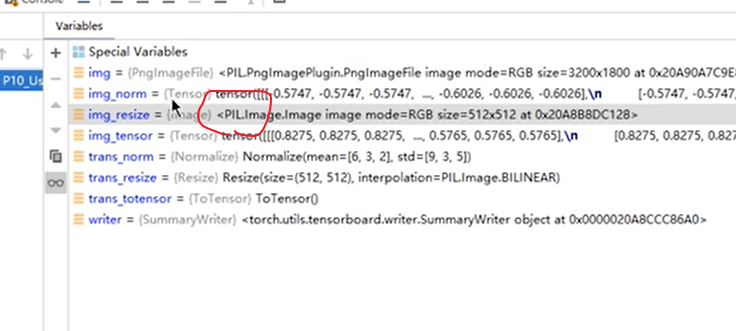 Console
Variables
P10_Us
Special Variables
img = {PngImageFile} <PIL.PngImagePlugin.PngImageFile image mode=RGB size=3200x1800 at 0x20A90A7C9E
img_norm = {Tensor} tensor([[[-0.5747, -0.5747, -0.5747, ..., -0.6026, -0.6026, -0.6026],\n [-0.5747, -0.5747,
img_resize = {Image} <PIL.Image.Image image mode=RGB size=512x512 at 0x20A8B8DC128>
img_tensor = {Tensor} tensor([[[0.8275, 0.8275, 0.8275, ..., 0.5765, 0.5765, 0.5765],\n [0.8275, 0.8275, 0.82
trans_norm = {Normalize} Normalize(mean=[6, 3, 2], std=[9, 3, 5])
trans_resize = {Resize} Resize(size=(512, 512), interpolation=PIL.Image.BILINEAR)
trans_totensor = {ToTensor} ToTensor()
writer = {SummaryWriter} <torch.utils.tensorboard.writer.SummaryWriter object at 0x0000020A8CCC86A0>